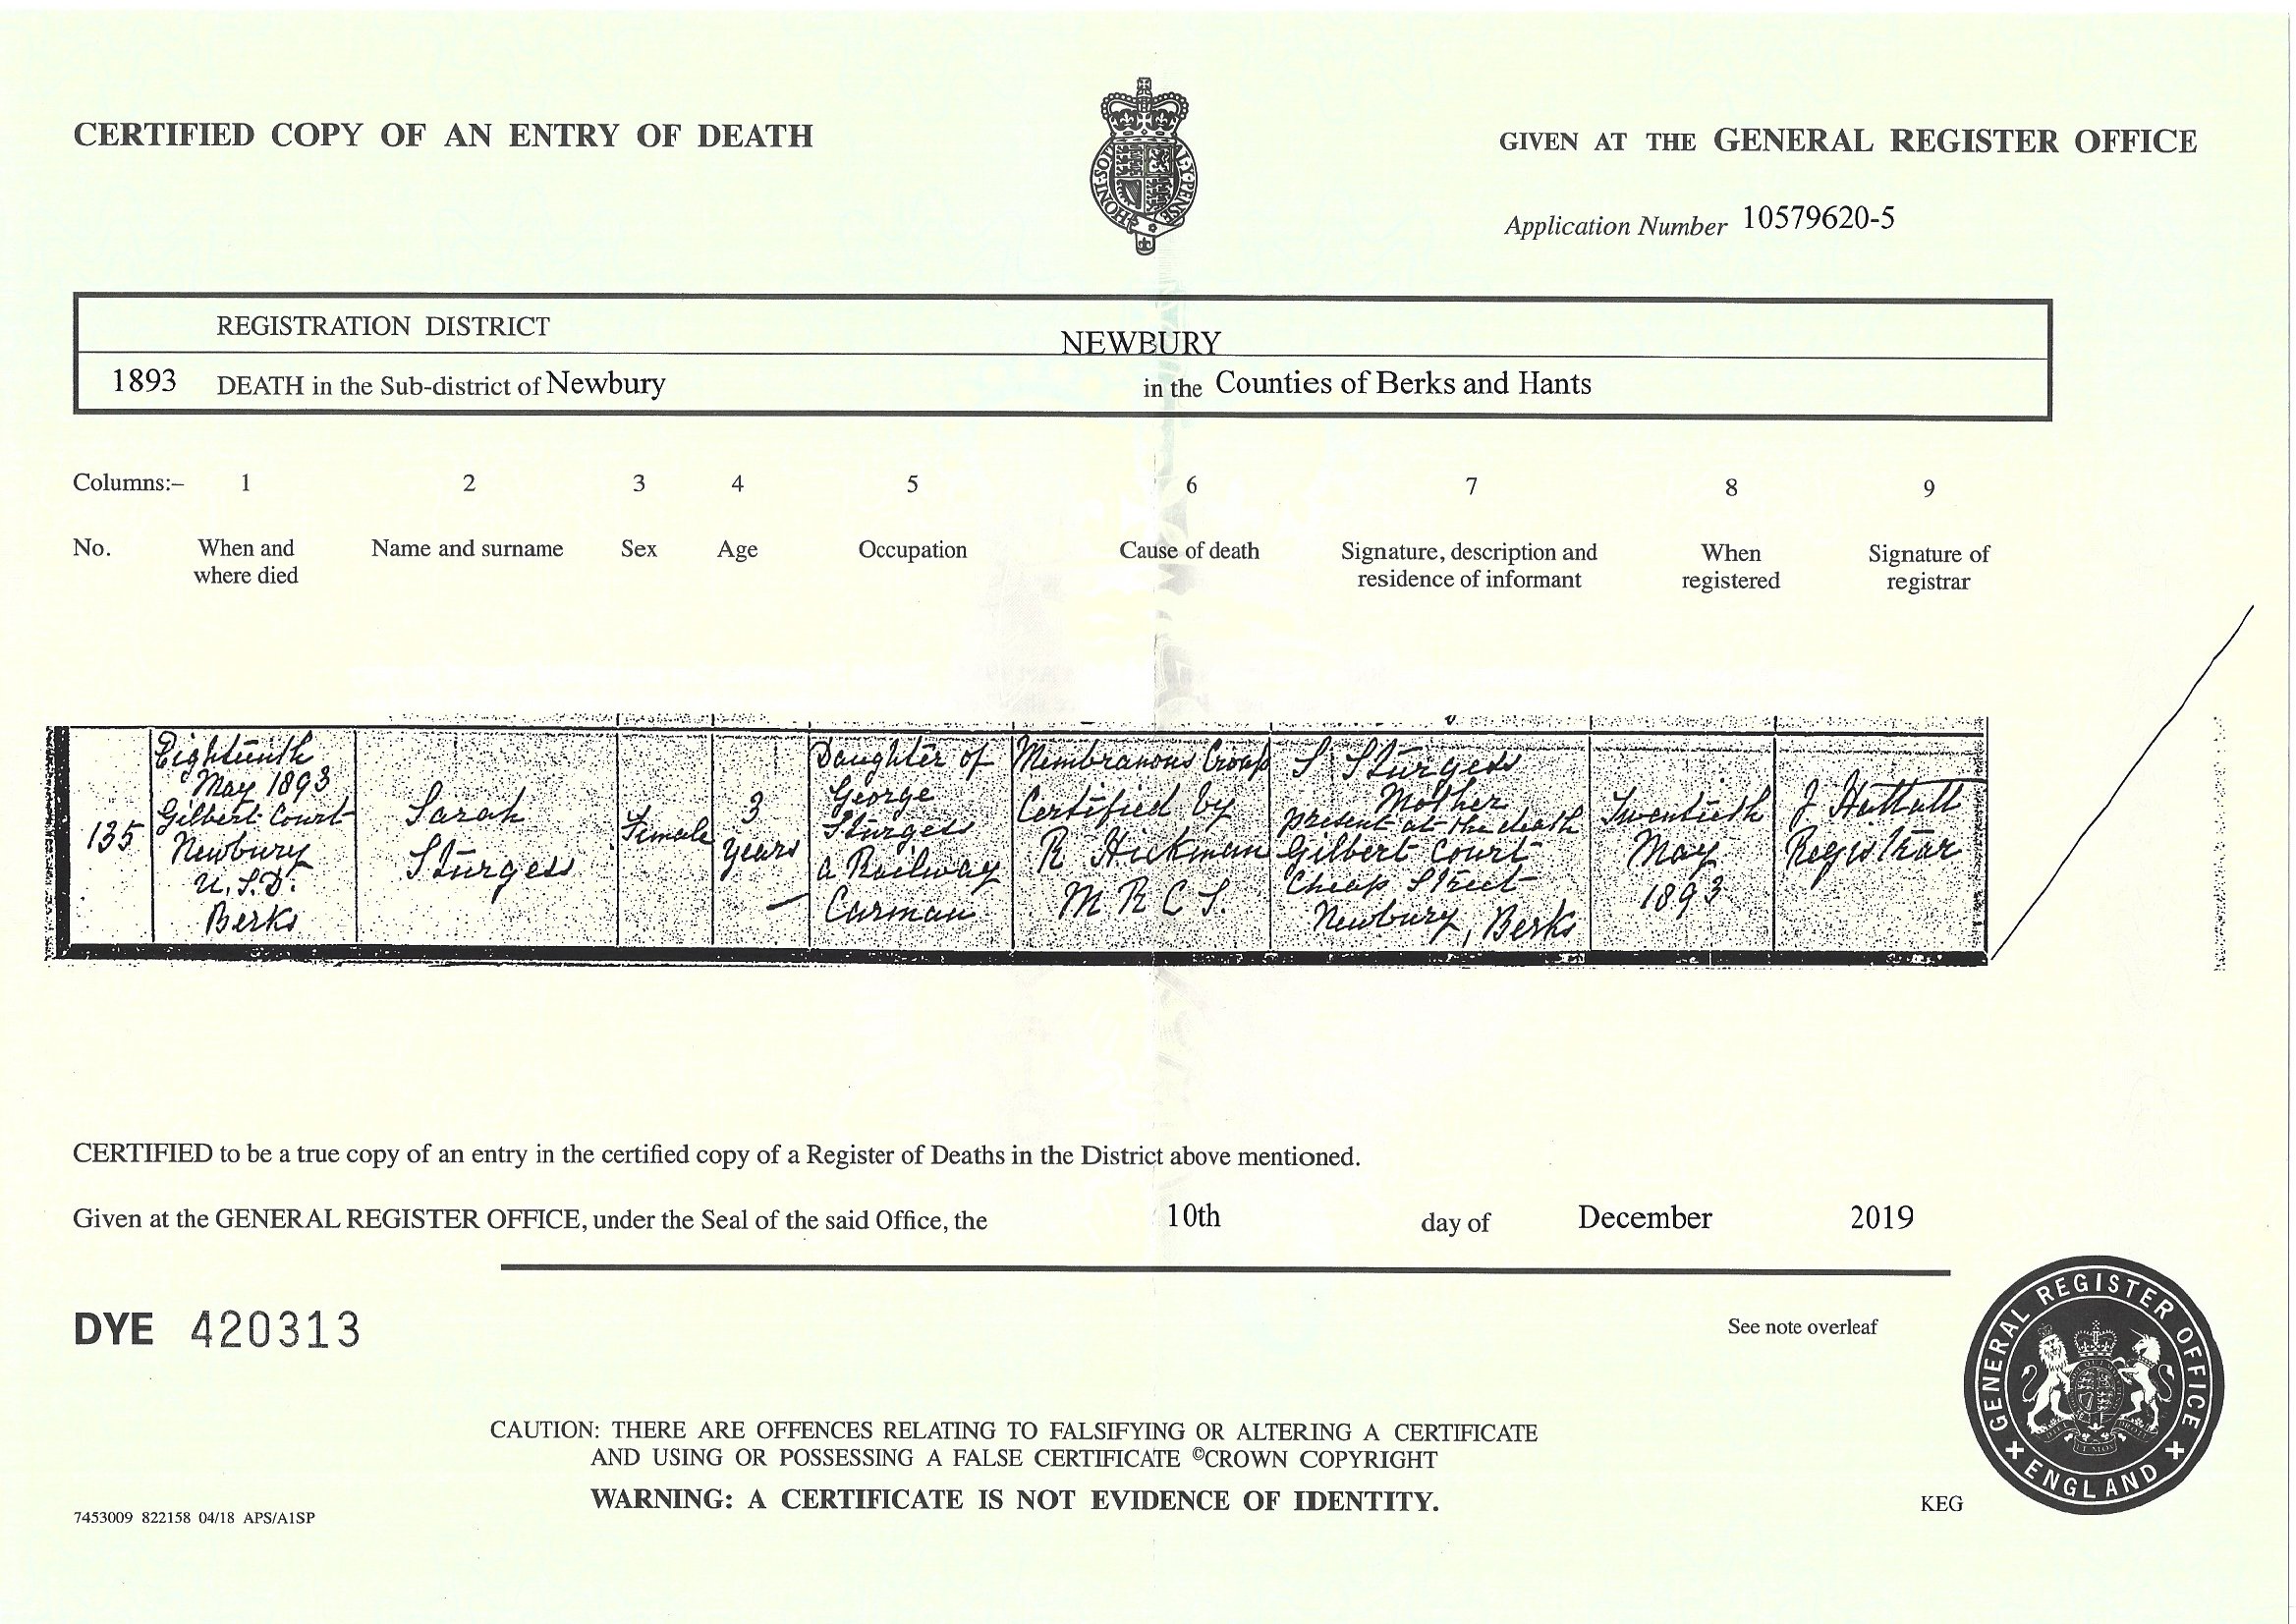 CERTIFIED COPY OF AN ENTRY OF DEATH
GIVEN AT THE GENERAL REGISTER OFFICE
Application Number 10579620-5
REGISTRATION DISTRICT NEWBURY
1893 DEATH in the Sub-district of Newbury in the Counties of Berks and Hants
Columns:– 1 2 3 4 5 6 7 8 9
No. When and where died
Name and surname
Sex
Age
Occupation
Cause of death
Signature, description and
residence of informant
When
registered
Signature of
registrar
135
Eighteenth
May 1893
Gilbert Court
Newbury
U.S.D.
Berks
Sarah
Sturgess
Female
3
years
Daughter of
George
Sturgess
a Railway
Carman
Membranous Croup
Certified by
R Hickman
M R C S.
S Sturgess
Mother
present at the death
Gilbert Court
Cheap Street
Newbury, Berks
Twentieth
May
1893
J
Registrar
CERTIFIED to be a true copy of an entry in the certified copy of a Register of Deaths in the District above mentioned.
Given at the GENERAL REGISTER OFFICE, under the Seal of the said Office, the 10th day of December 2019
DYE 420313
See note overleaf
GENERAL REGISTER OFFICE
ENGLAND
CAUTION: THERE ARE OFFENCES RELATING TO FALSIFYING OR ALTERING A CERTIFICATE
AND USING OR POSSESSING A FALSE CERTIFICATE ©CROWN COPYRIGHT
WARNING: A CERTIFICATE IS NOT EVIDENCE OF IDENTITY.
7453009 822158 04/18 APS/A1SP
KEG